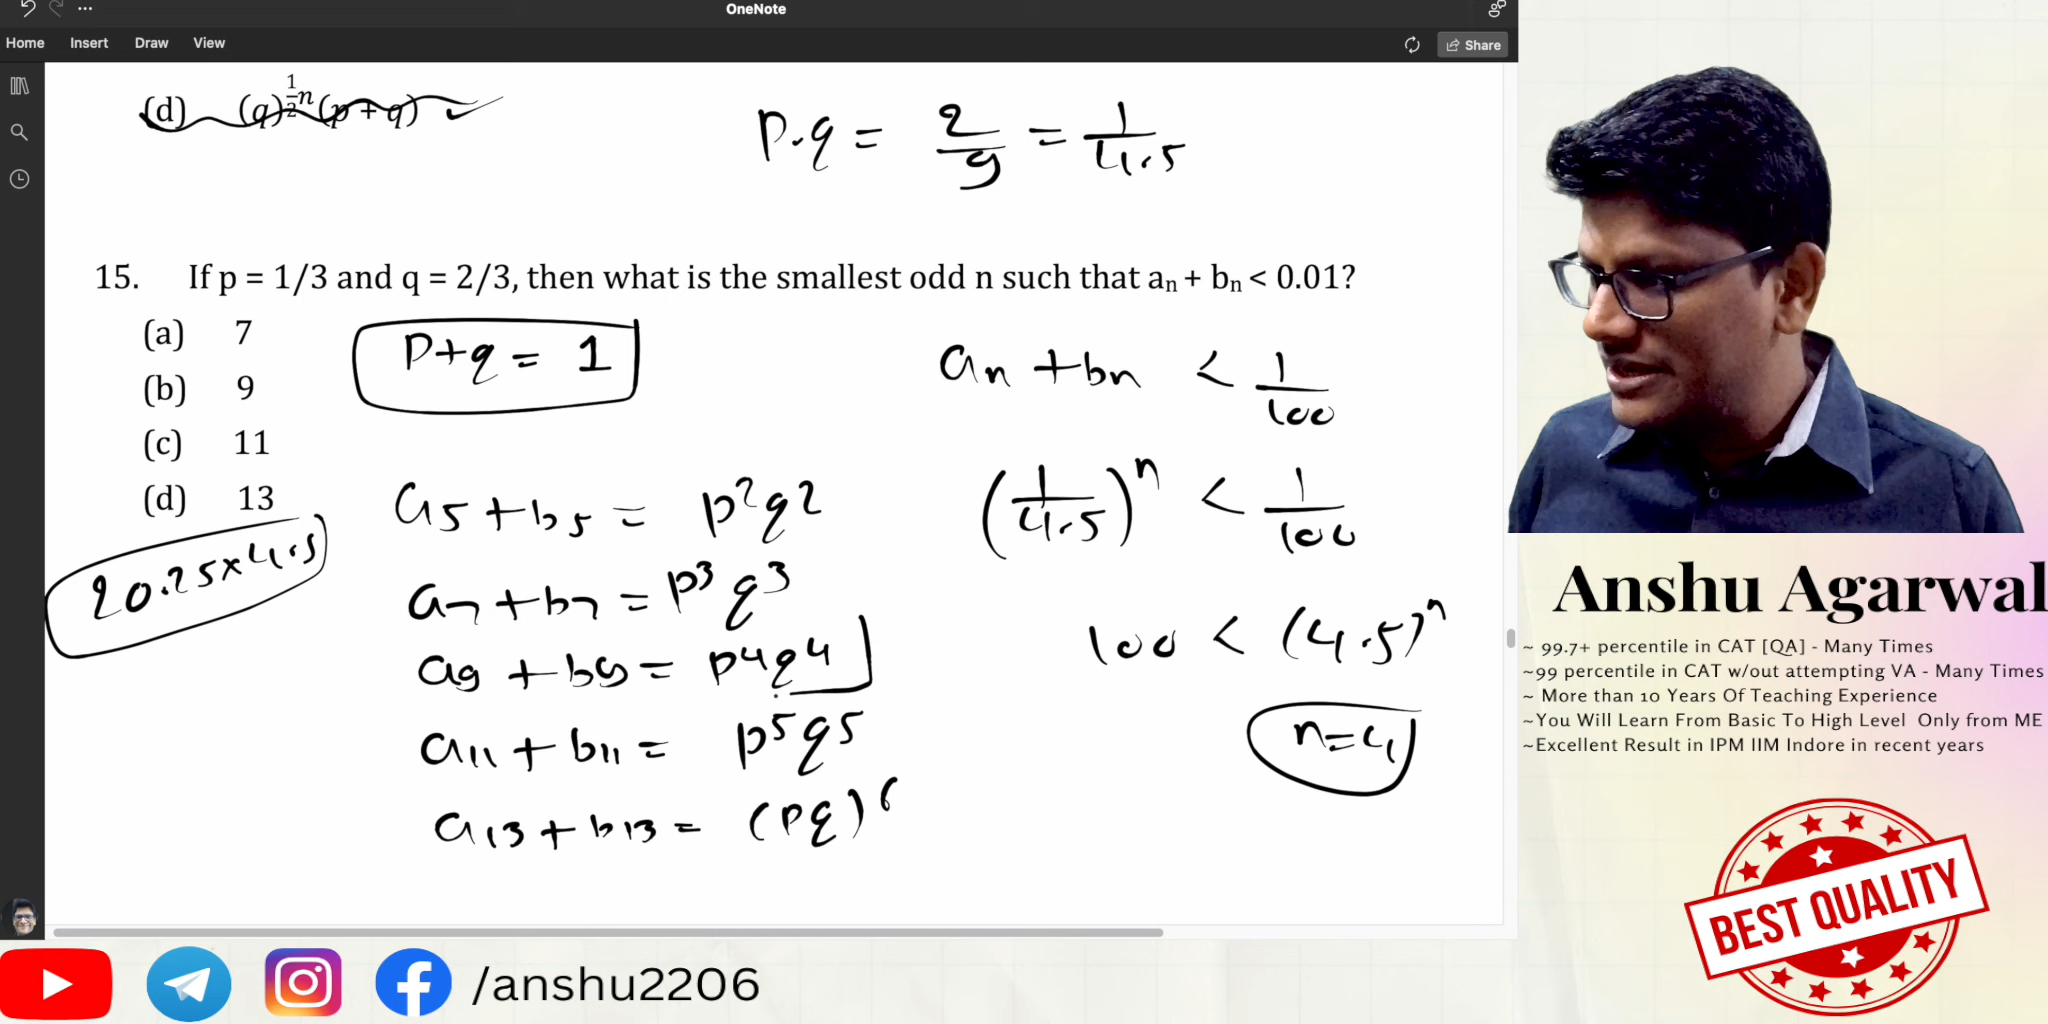 OneNote
Home Insert Draw View
Share
(d) (q)^{\frac{1}{2}n}(p + q)
p.q = 2/9 = 1/4.5
15. If p = 1/3 and q = 2/3, then what is the smallest odd n such that aₙ + bₙ < 0.01?
(a) 7
(b) 9
(c) 11
(d) 13
p+q = 1
20.25×4.5
a5 + b5 = p²q²
a7 + b7 = p³q³
a9 + b9 = p⁴q⁴
a11 + b11 = p⁵q⁵
a13 + b13 = (pq)⁶
an + bn < 1/100
(1/4.5)ⁿ < 1/100
100 < (4.5)ⁿ
n=4
Anshu Agarwal
~ 99.7+ percentile in CAT [QA] - Many Times
~99 percentile in CAT w/out attempting VA - Many Times
~ More than 10 Years Of Teaching Experience
~You Will Learn From Basic To High Level Only from ME
~Excellent Result in IPM IIM Indore in recent years
BEST QUALITY
/anshu2206